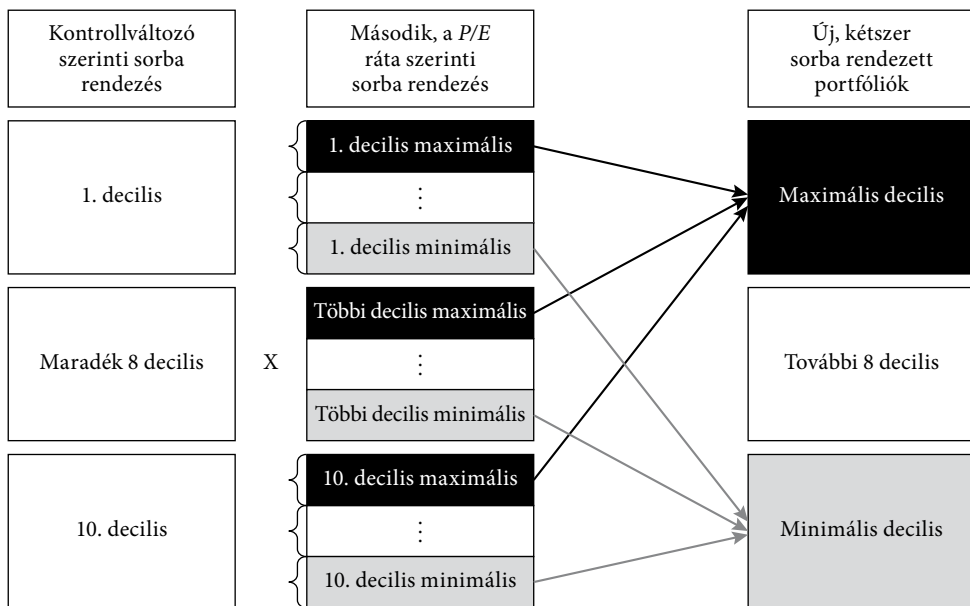 Kontrollváltozó
szerinti sorba
rendezés
Második, a P/E
ráta szerinti
sorba rendezés
Új, kétszer
sorba rendezett
portfóliók
1. decilis
1. decilis maximális
⋮
1. decilis minimális
Maximális decilis
Maradék 8 decilis
X
Többi decilis maximális
⋮
Többi decilis minimális
További 8 decilis
10. decilis
10. decilis maximális
⋮
10. decilis minimális
Minimális decilis